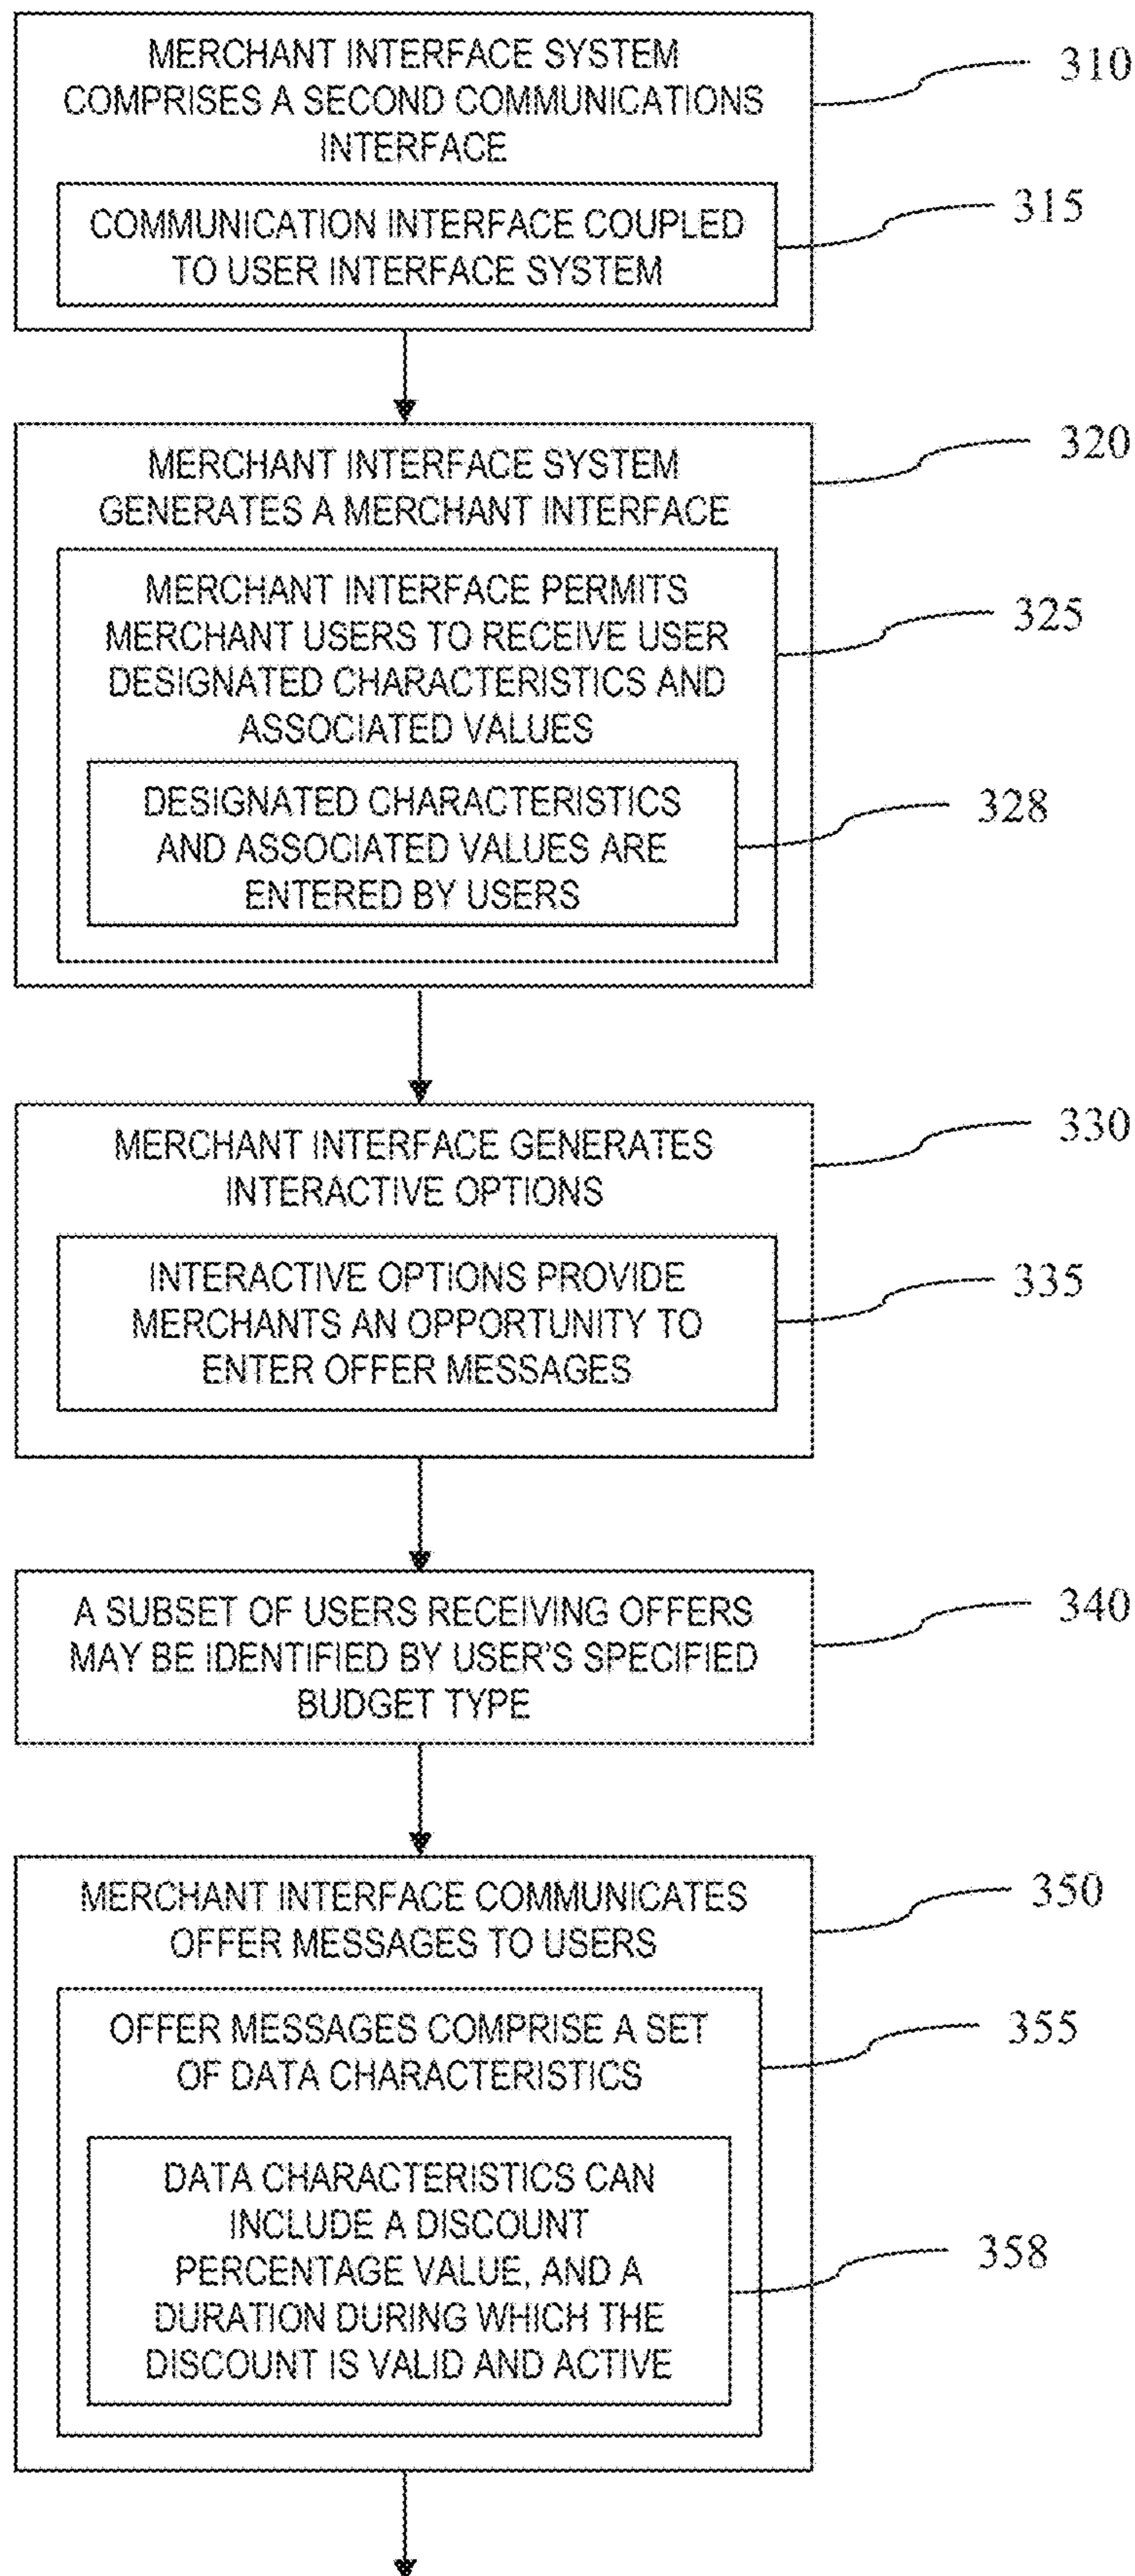 MERCHANT INTERFACE SYSTEM
COMPRISES A SECOND COMMUNICATIONS
INTERFACE
310
COMMUNICATION INTERFACE COUPLED
TO USER INTERFACE SYSTEM
315
MERCHANT INTERFACE SYSTEM
GENERATES A MERCHANT INTERFACE
320
MERCHANT INTERFACE PERMITS
MERCHANT USERS TO RECEIVE USER
DESIGNATED CHARACTERISTICS AND
ASSOCIATED VALUES
325
DESIGNATED CHARACTERISTICS
AND ASSOCIATED VALUES ARE
ENTERED BY USERS
328
MERCHANT INTERFACE GENERATES
INTERACTIVE OPTIONS
330
INTERACTIVE OPTIONS PROVIDE
MERCHANTS AN OPPORTUNITY TO
ENTER OFFER MESSAGES
335
A SUBSET OF USERS RECEIVING OFFERS
MAY BE IDENTIFIED BY USER'S SPECIFIED
BUDGET TYPE
340
MERCHANT INTERFACE COMMUNICATES
OFFER MESSAGES TO USERS
350
OFFER MESSAGES COMPRISE A SET
OF DATA CHARACTERISTICS
355
DATA CHARACTERISTICS CAN
INCLUDE A DISCOUNT
PERCENTAGE VALUE, AND A
DURATION DURING WHICH THE
DISCOUNT IS VALID AND ACTIVE
358